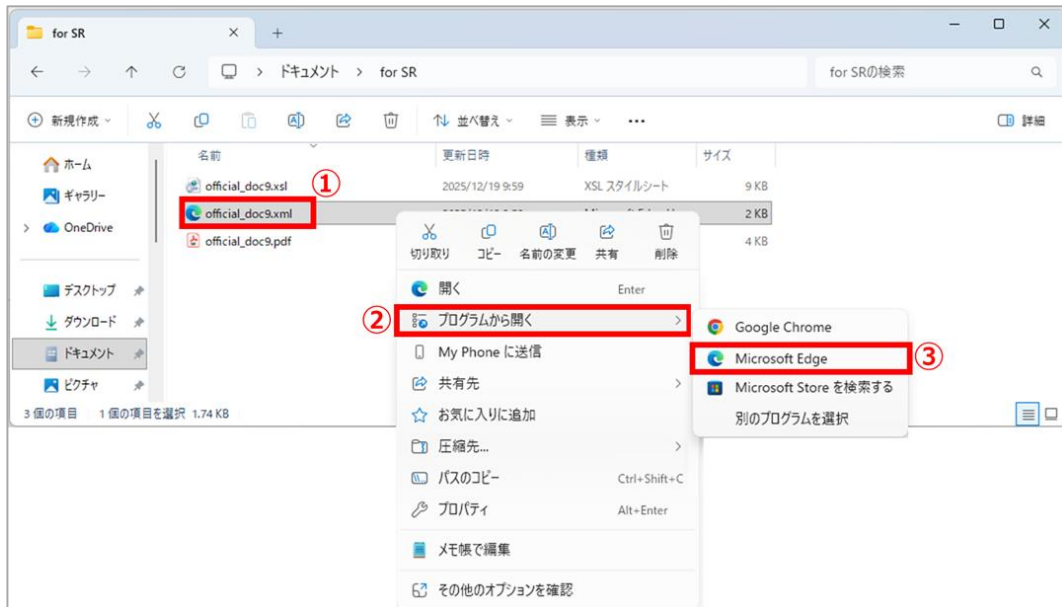 for SR
ドキュメント > for SR
for SRの検索
新規作成
並べ替え
表示
詳細
名前 更新日時 種類 サイズ
ホーム
ギャラリー
OneDrive
デスクトップ
ダウンロード
ドキュメント
ピクチャ
official_doc9.xsl 2025/12/19 9:59 XSL スタイルシート 9 KB
①
official_doc9.xml 2 KB
official_doc9.pdf 4 KB
3 個の項目 1 個の項目を選択 1.74 KB
切り取り コピー 名前の変更 共有 削除
開く Enter
② プログラムから開く
My Phone に送信
共有先
お気に入りに追加
圧縮先...
パスのコピー Ctrl+Shift+C
プロパティ Alt+Enter
メモ帳で編集
その他のオプションを確認
Google Chrome
Microsoft Edge ③
Microsoft Store を検索する
別のプログラムを選択